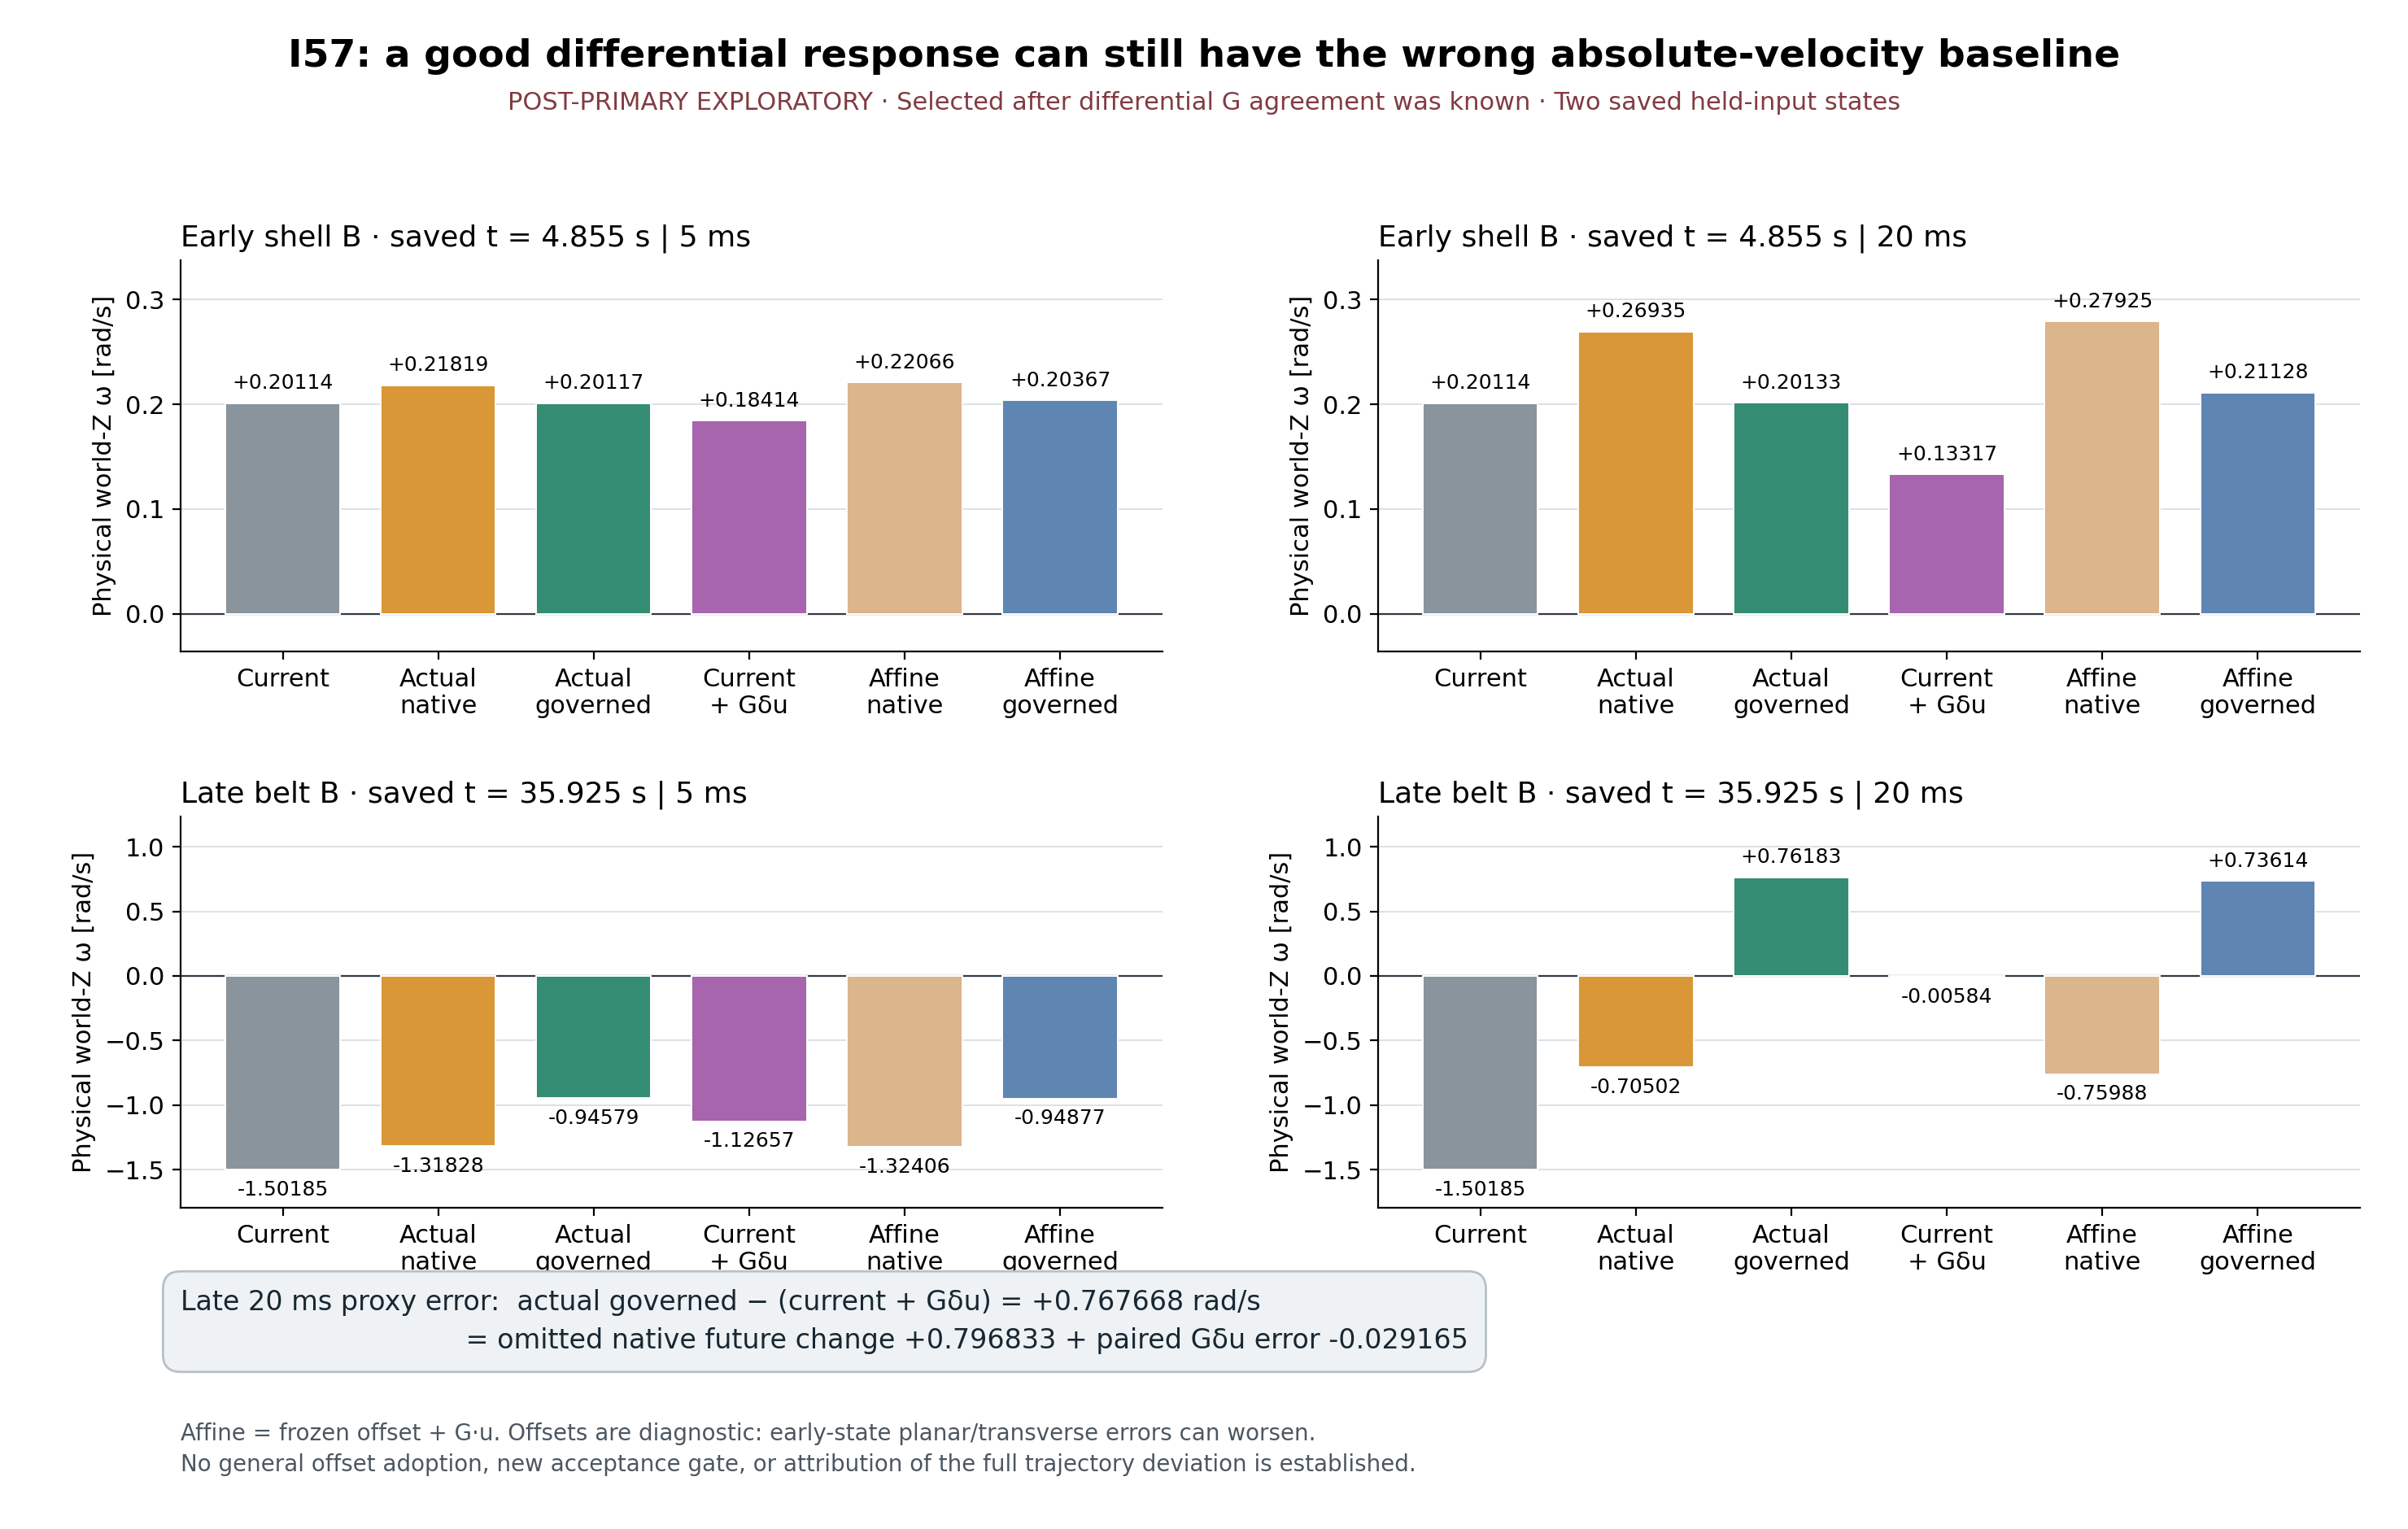 I57: a good differential response can still have the wrong absolute-velocity baseline
POST-PRIMARY EXPLORATORY · Selected after differential G agreement was known · Two saved held-input states
Early shell B · saved t = 4.855 s | 5 ms
Physical world-Z ω [rad/s]
0.3
0.2
0.1
0.0
+0.20114
+0.21819
+0.20117
+0.18414
+0.22066
+0.20367
Current
Actual
native
Actual
governed
Current
+ Gδu
Affine
native
Affine
governed
Early shell B · saved t = 4.855 s | 20 ms
Physical world-Z ω [rad/s]
0.3
0.2
0.1
0.0
+0.20114
+0.26935
+0.20133
+0.13317
+0.27925
+0.21128
Current
Actual
native
Actual
governed
Current
+ Gδu
Affine
native
Affine
governed
Late belt B · saved t = 35.925 s | 5 ms
Physical world-Z ω [rad/s]
1.0
0.5
0.0
−0.5
−1.0
−1.5
-1.50185
-1.31828
-0.94579
-1.12657
-1.32406
-0.94877
Current
Actual
native
Actual
governed
Current
+ Gδu
Affine
native
Affine
governed
Late belt B · saved t = 35.925 s | 20 ms
Physical world-Z ω [rad/s]
1.0
0.5
0.0
−0.5
−1.0
−1.5
-1.50185
-0.70502
+0.76183
-0.00584
-0.75988
+0.73614
Current
Actual
native
Actual
governed
Current
+ Gδu
Affine
native
Affine
governed
Late 20 ms proxy error:  actual governed − (current + Gδu) = +0.767668 rad/s
= omitted native future change +0.796833 + paired Gδu error -0.029165
Affine = frozen offset + G·u. Offsets are diagnostic: early-state planar/transverse errors can worsen.
No general offset adoption, new acceptance gate, or attribution of the full trajectory deviation is established.